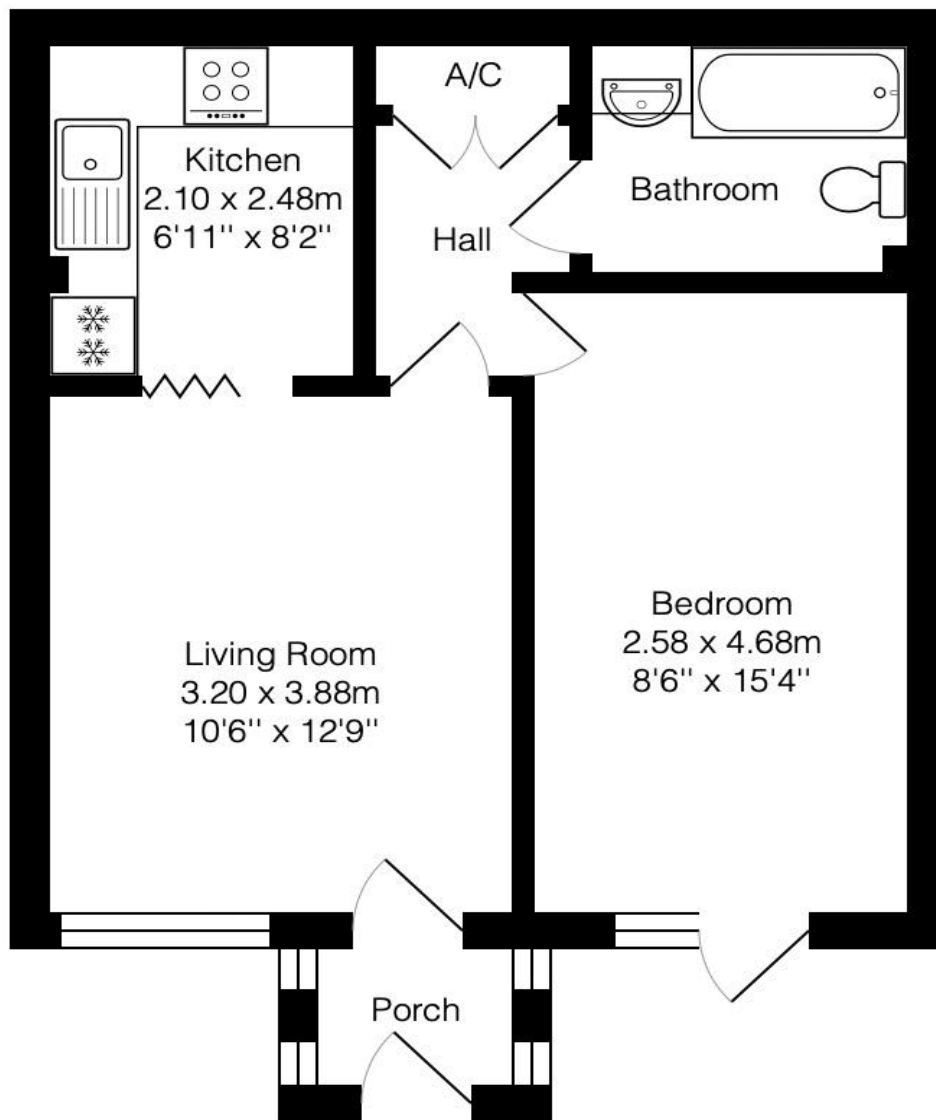 A/C
Kitchen
2.10 x 2.48m
6'11'' x 8'2''
Bathroom
Hall
Bedroom
2.58 x 4.68m
8'6'' x 15'4''
Living Room
3.20 x 3.88m
10'6'' x 12'9''
Porch